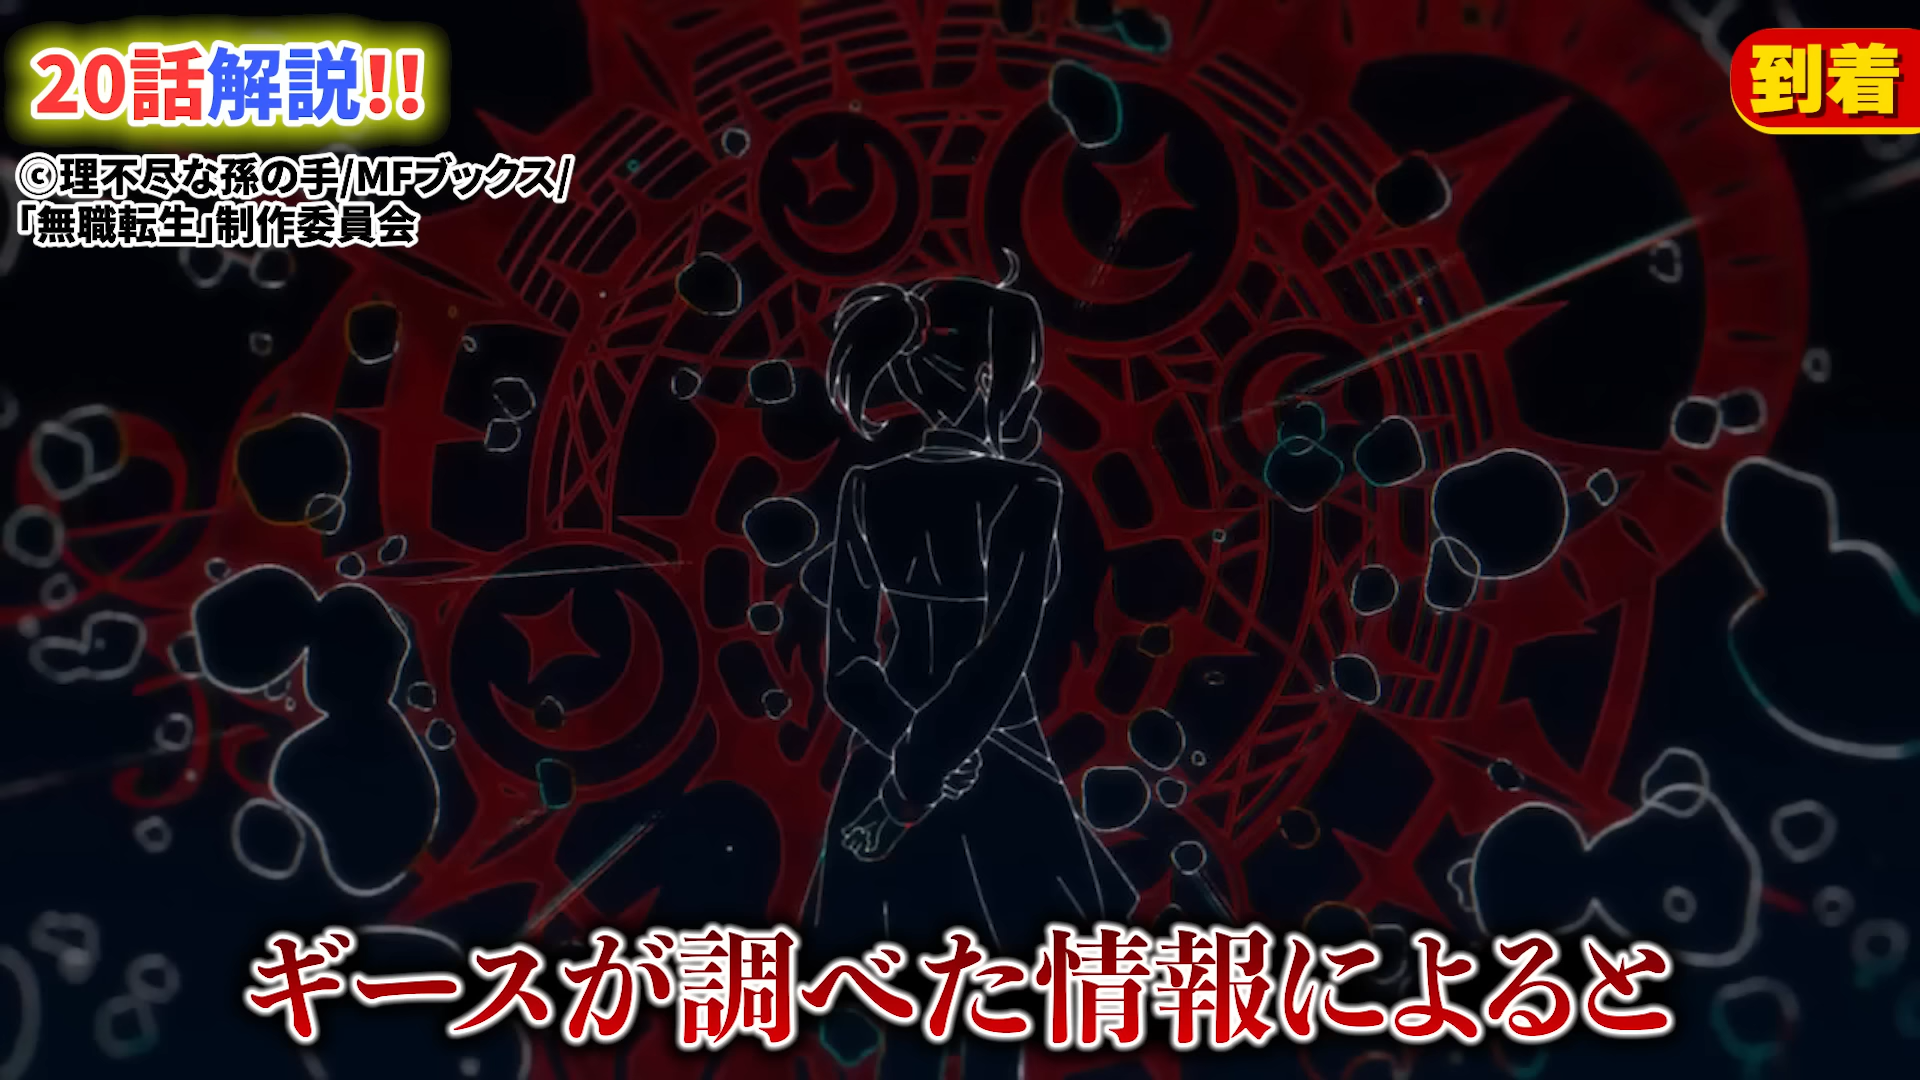 20話解説!!
到着
©理不尽な孫の手/MFブックス/
「無職転生」制作委員会
ギースが調べた情報によると